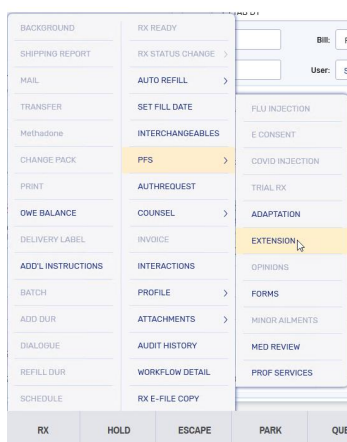 BACKGROUND
SHIPPING REPORT
MAIL
TRANSFER
Methadone
CHANGE PACK
PRINT
OWE BALANCE
DELIVERY LABEL
ADD'L INSTRUCTIONS
BATCH
ADD DUR
DIALOGUE
REFILL DUR
SCHEDULE
RX READY
RX STATUS CHANGE >
AUTO REFILL >
SET FILL DATE
INTERCHANGEABLES
PFS >
AUTHREQUEST
COUNSEL >
INVOICE
INTERACTIONS
PROFILE >
ATTACHMENTS >
AUDIT HISTORY
WORKFLOW DETAIL
RX E-FILE COPY
Bill:
User:
FLU INJECTION
E CONSENT
COVID INJECTION
TRIAL RX
ADAPTATION
EXTENSION
OPINIONS
FORMS
MINOR AILMENTS
MED REVIEW
PROF SERVICES
RX HOLD ESCAPE PARK